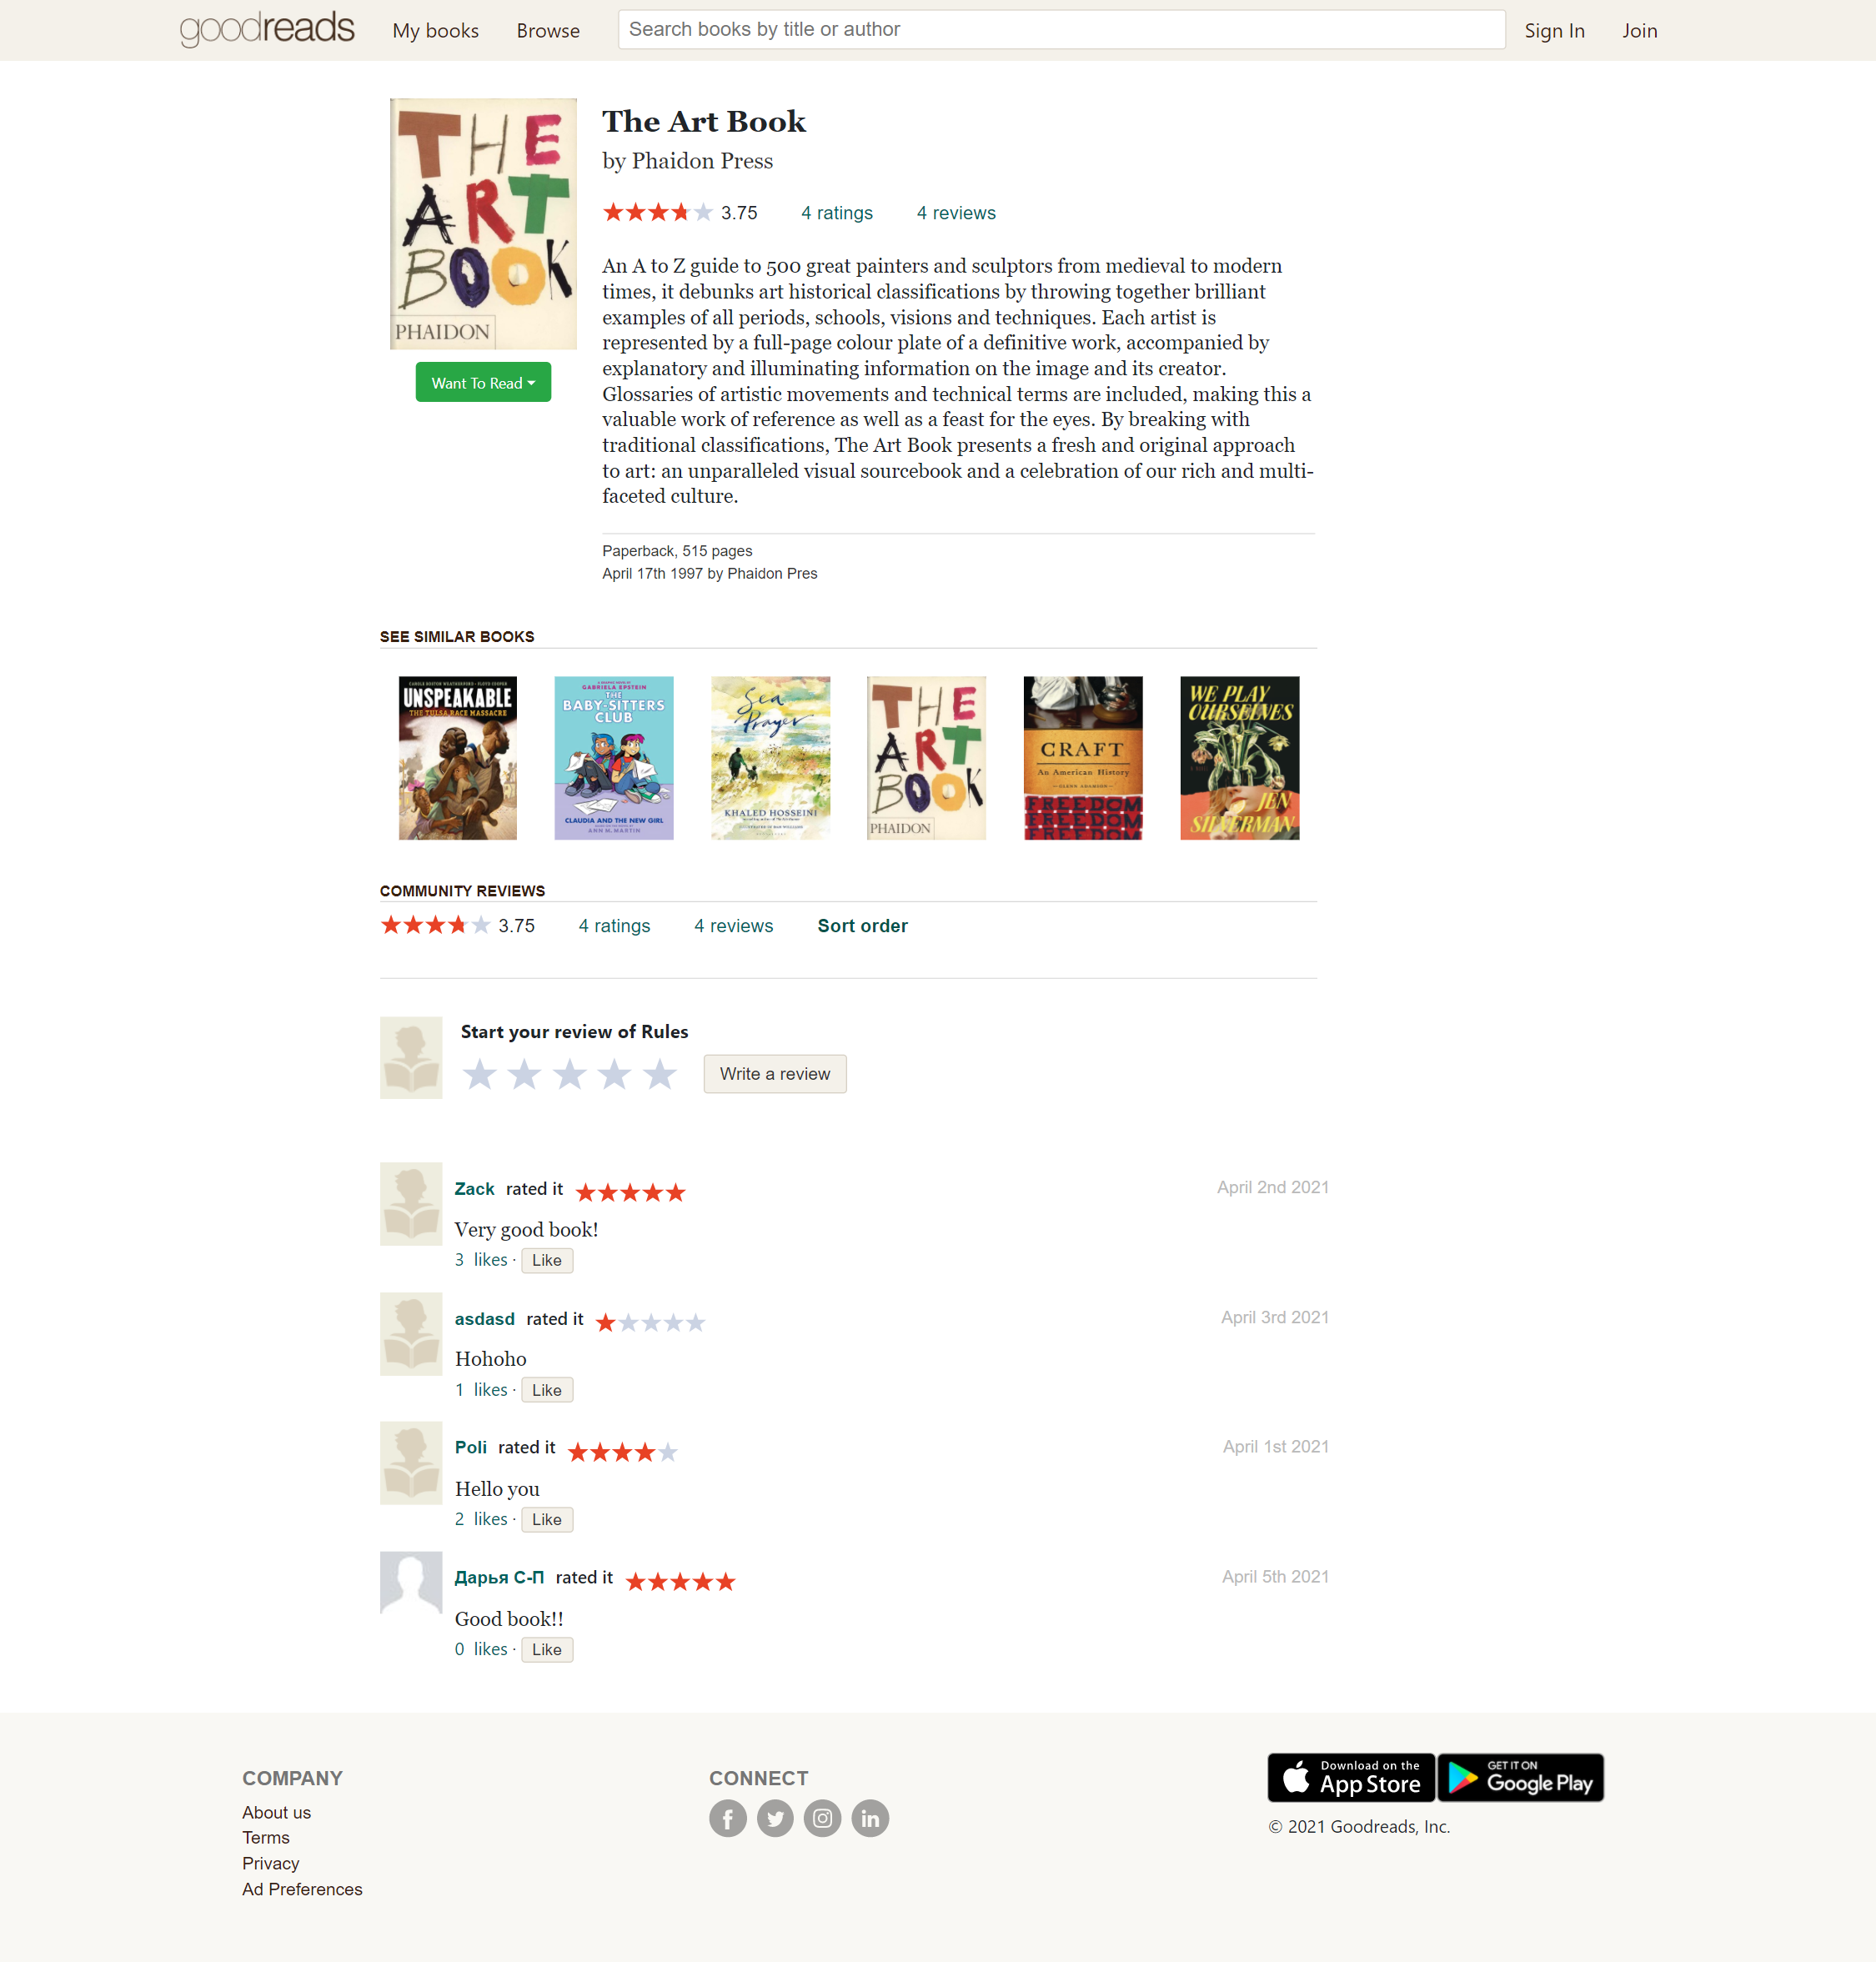 goodreads
My books
Browse
Search books by title or author
Sign In
Join
THE
ART
BOOK
PHAIDON
Want To Read
The Art Book
by Phaidon Press
3.75
4 ratings
4 reviews
An A to Z guide to 500 great painters and sculptors from medieval to modern
times, it debunks art historical classifications by throwing together brilliant
examples of all periods, schools, visions and techniques. Each artist is
represented by a full-page colour plate of a definitive work, accompanied by
explanatory and illuminating information on the image and its creator.
Glossaries of artistic movements and technical terms are included, making this a
valuable work of reference as well as a feast for the eyes. By breaking with
traditional classifications, The Art Book presents a fresh and original approach
to art: an unparalleled visual sourcebook and a celebration of our rich and multi-
faceted culture.
Paperback, 515 pages
April 17th 1997 by Phaidon Pres
SEE SIMILAR BOOKS
CAROLE BOSTON WEATHERFORD · FLOYD COOPER
UNSPEAKABLE
THE TULSA RACE MASSACRE
A GRAPHIC NOVEL BY
GABRIELA EPSTEIN
THE
BABY-SITTERS
CLUB
CLAUDIA AND THE NEW GIRL
ANN M. MARTIN
Sea
Prayer
KHALED HOSSEINI
THE
ART
BOOK
PHAIDON
CRAFT
An American History
GLENN ADAMSON
FREEDOM
FREEDOM
FREEDOM
WE PLAY
OURSELVES
JEN
SILVERMAN
COMMUNITY REVIEWS
3.75
4 ratings
4 reviews
Sort order
Start your review of Rules
Write a review
Zack rated it
April 2nd 2021
Very good book!
3 likes · Like
asdasd rated it
April 3rd 2021
Hohoho
1 likes · Like
Poli rated it
April 1st 2021
Hello you
2 likes · Like
Дарья С-П rated it
April 5th 2021
Good book!!
0 likes · Like
COMPANY
About us
Terms
Privacy
Ad Preferences
CONNECT
Download on the
App Store
GET IT ON
Google Play
© 2021 Goodreads, Inc.